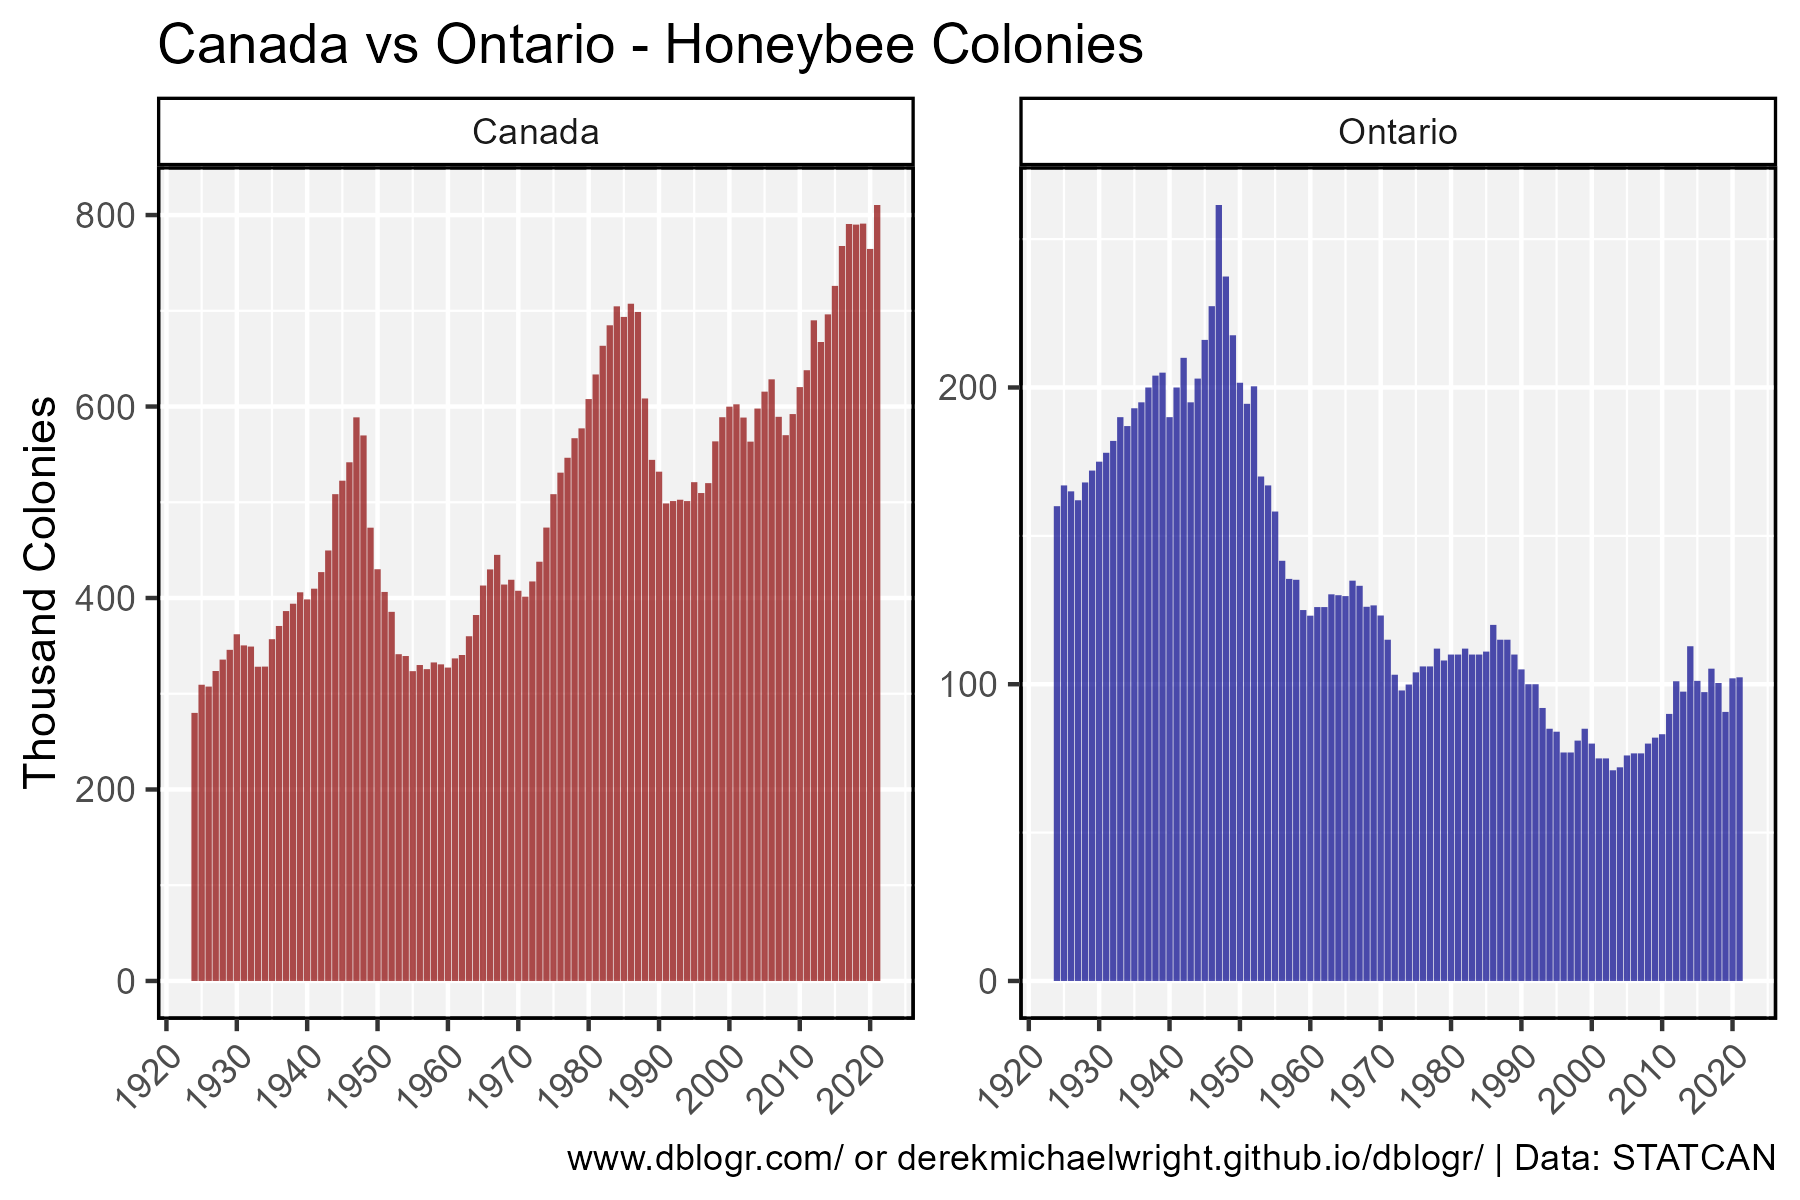 Canada vs Ontario - Honeybee Colonies
Canada
Ontario
Thousand Colonies
800
600
400
200
0
200
100
0
1920 1930 1940 1950 1960 1970 1980 1990 2000 2010 2020
1920 1930 1940 1950 1960 1970 1980 1990 2000 2010 2020
www.dblogr.com/ or derekmichaelwright.github.io/dblogr/ | Data: STATCAN